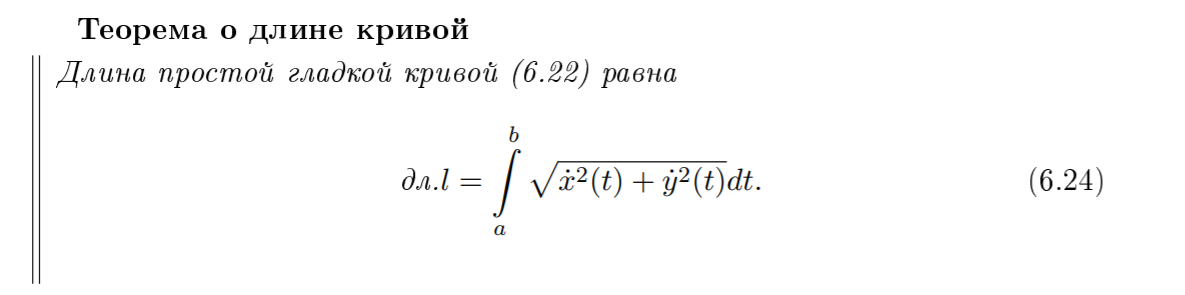 Теорема о длине кривой
Длина простой гладкой кривой (6.22) равна
дл.l = ∫_a^b √(ẋ²(t) + ẏ²(t)) dt. (6.24)